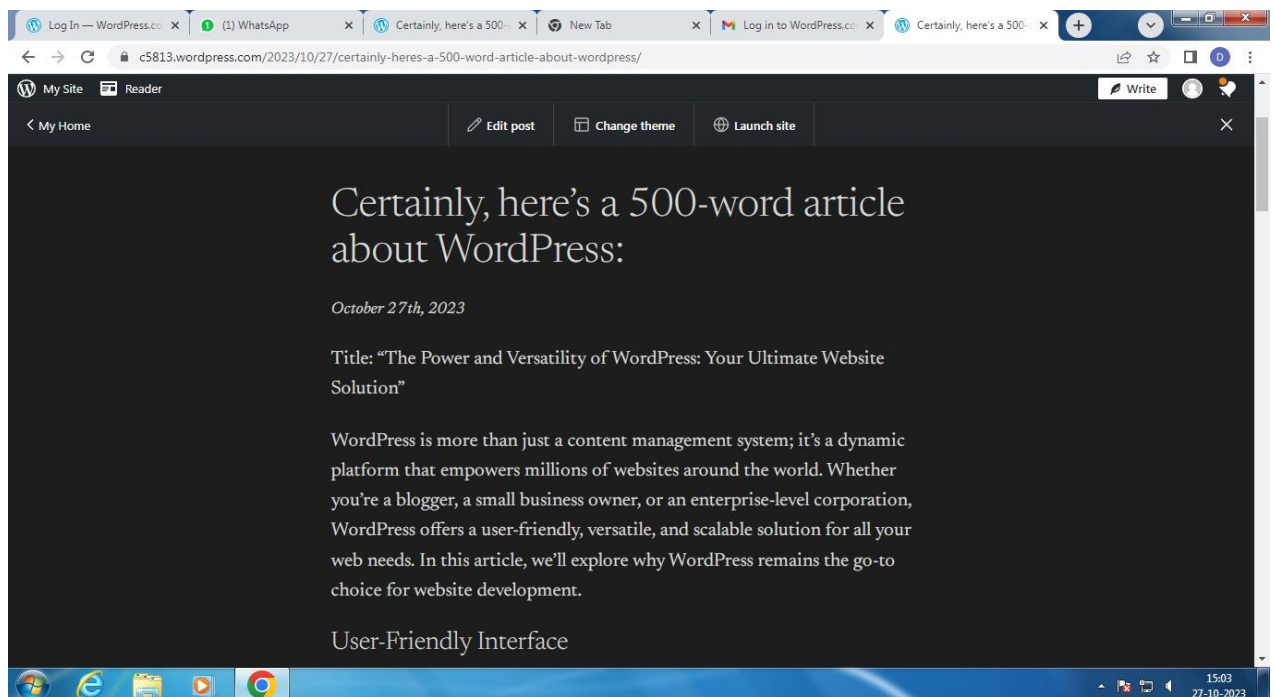 Log In — WordPress.co
(1) WhatsApp
Certainly, here's a 500-
New Tab
Log in to WordPress.co
Certainly, here's a 500-
c5813.wordpress.com/2023/10/27/certainly-heres-a-500-word-article-about-wordpress/
D
My Site
Reader
Write
My Home
Edit post
Change theme
Launch site
Certainly, here’s a 500-word article
about WordPress:
October 27th, 2023
Title: “The Power and Versatility of WordPress: Your Ultimate Website
Solution”
WordPress is more than just a content management system; it’s a dynamic
platform that empowers millions of websites around the world. Whether
you’re a blogger, a small business owner, or an enterprise-level corporation,
WordPress offers a user-friendly, versatile, and scalable solution for all your
web needs. In this article, we’ll explore why WordPress remains the go-to
choice for website development.
User-Friendly Interface
15:03
27-10-2023